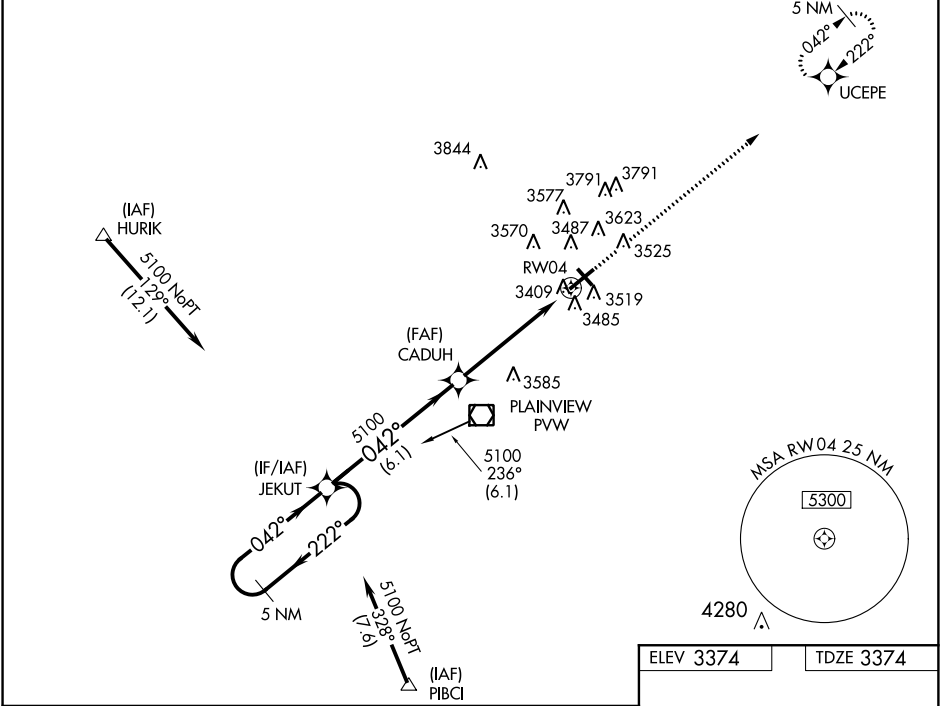 5 NM
042°
222°
UCEPE
3844
3791
3791
3577
3623
3570
3487
3525
RW04
3409
3519
3485
(IAF)
HURIK
5100 NoPT
129°
(12.1)
(FAF)
CADUH
3585
PLAINVIEW
PVW
5100
042°
(6.1)
5100
236°
(6.1)
(IF/IAF)
JEKUT
042°
222°
5 NM
5100 NoPT
328°
(7.6)
(IAF)
PIBCI
MSA RW04 25 NM
5300
4280
ELEV 3374
TDZE 3374